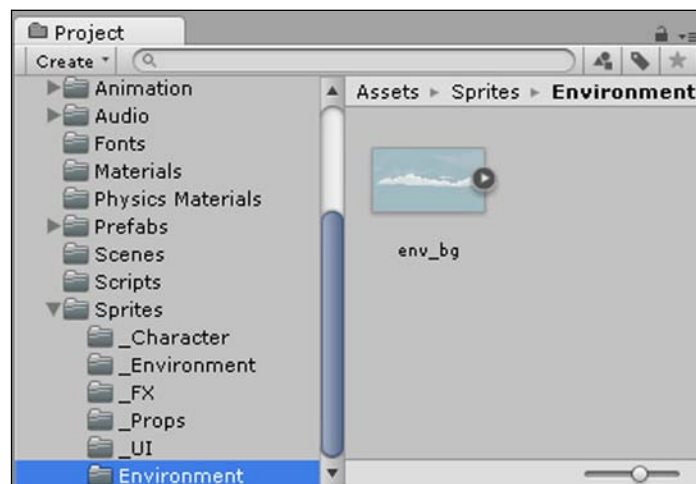 Project
Create
Animation
Audio
Fonts
Materials
Physics Materials
Prefabs
Scenes
Scripts
Sprites
_Character
_Environment
_FX
_Props
_UI
Environment
Assets ▸ Sprites ▸ Environment
env_bg